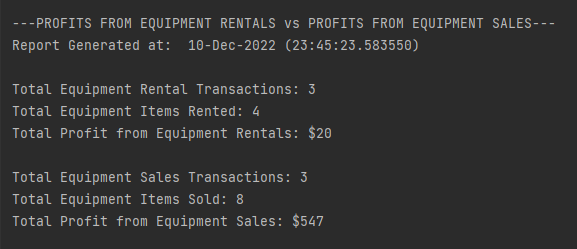 ---PROFITS FROM EQUIPMENT RENTALS vs PROFITS FROM EQUIPMENT SALES---
Report Generated at:  10-Dec-2022 (23:45:23.583550)
Total Equipment Rental Transactions: 3
Total Equipment Items Rented: 4
Total Profit from Equipment Rentals: $20
Total Equipment Sales Transactions: 3
Total Equipment Items Sold: 8
Total Profit from Equipment Sales: $547